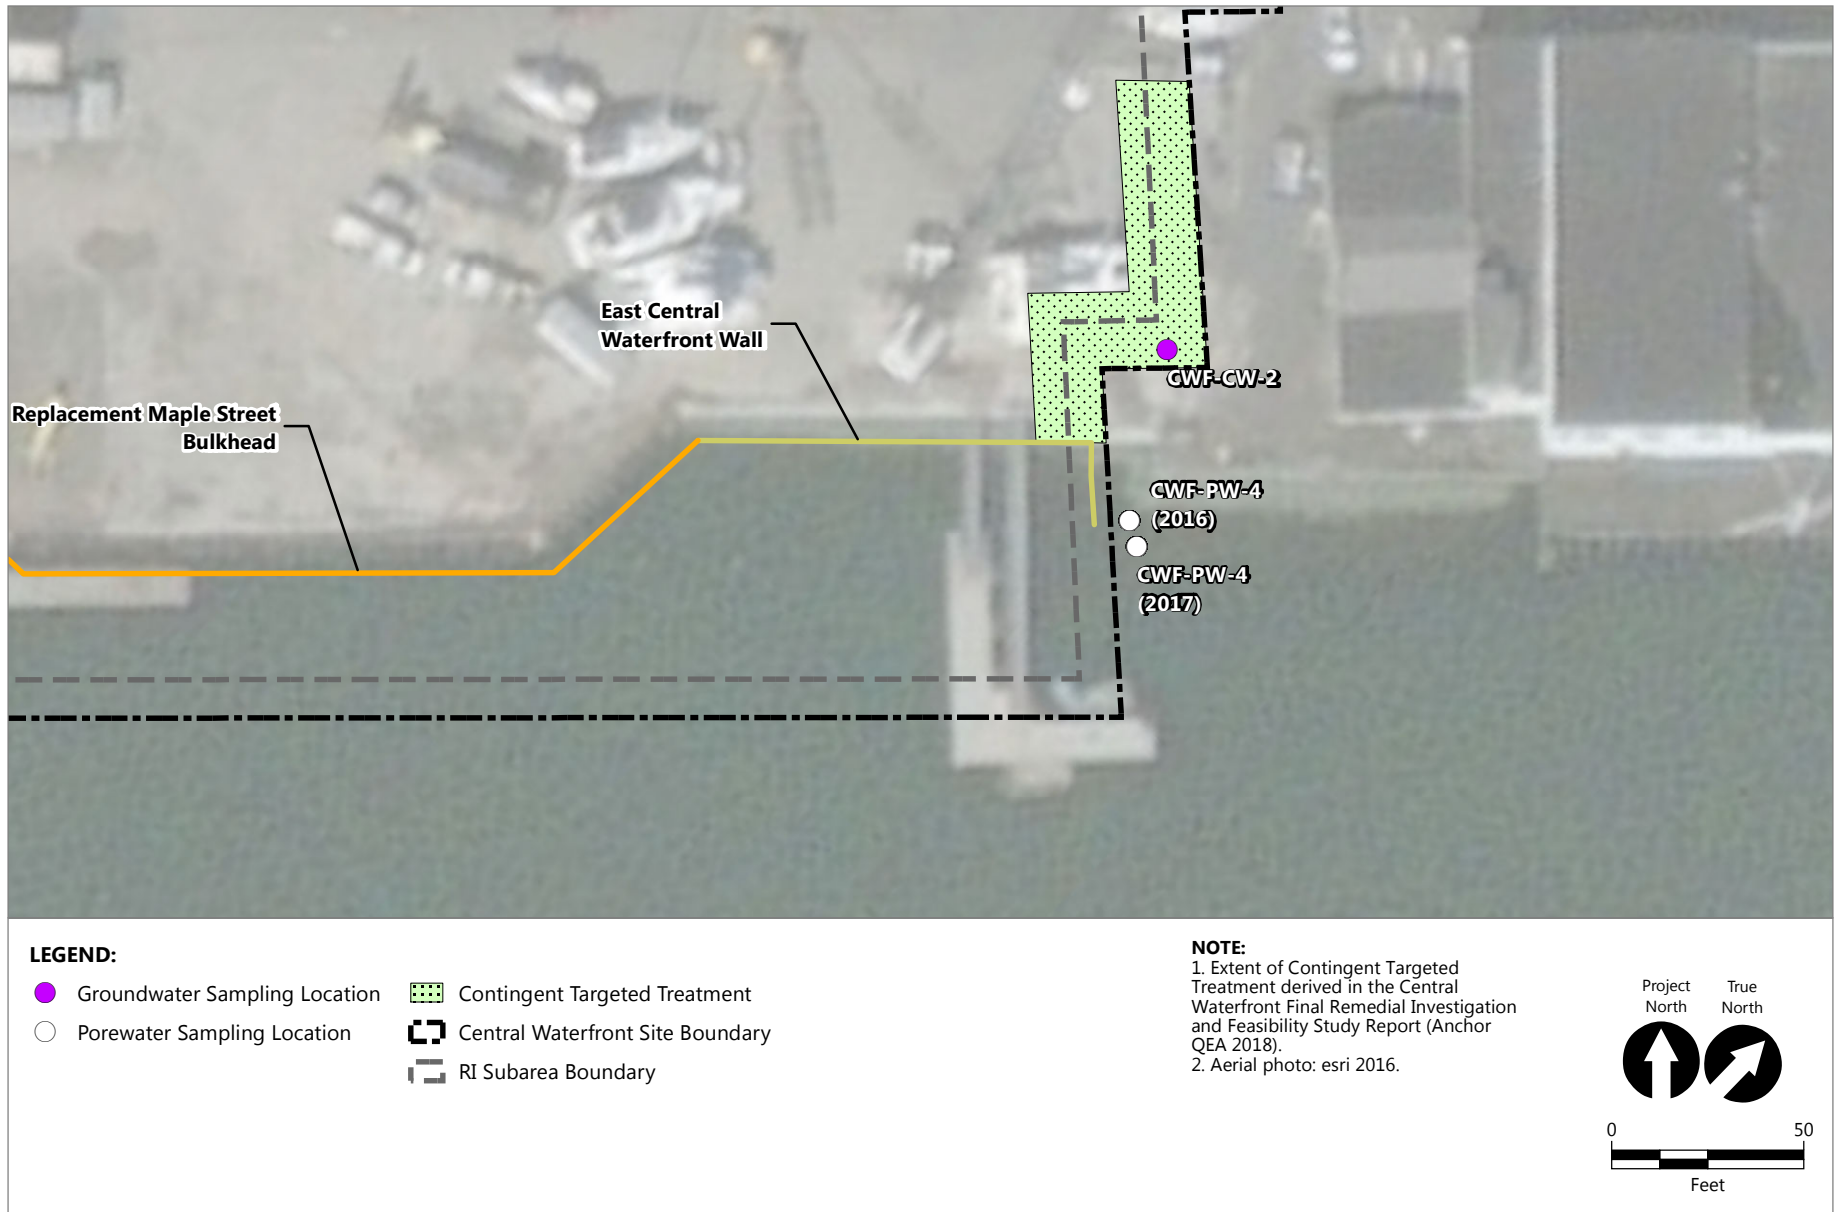 East Central
Waterfront Wall
CWF-CW-2
Replacement Maple Street
Bulkhead
CWF-PW-4
(2016)
CWF-PW-4
(2017)
LEGEND:
Groundwater Sampling Location
Porewater Sampling Location
Contingent Targeted Treatment
Central Waterfront Site Boundary
RI Subarea Boundary
NOTE:
1. Extent of Contingent Targeted
Treatment derived in the Central
Waterfront Final Remedial Investigation
and Feasibility Study Report (Anchor
QEA 2018).
2. Aerial photo: esri 2016.
Project
North
True
North
0
50
Feet